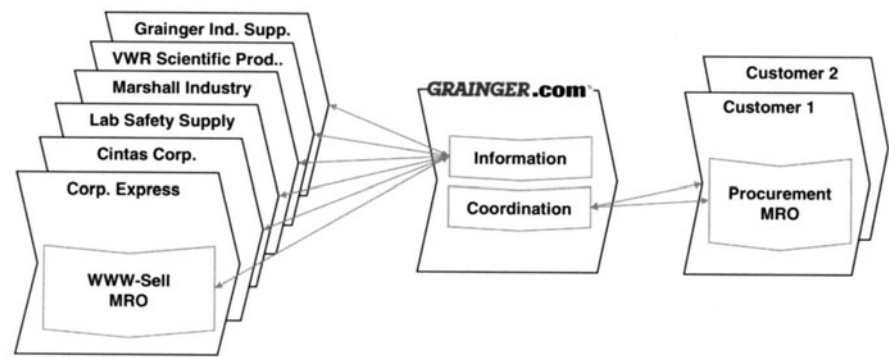 Grainger Ind. Supp.
VWR Scientific Prod..
Marshall Industry
Lab Safety Supply
Cintas Corp.
Corp. Express
WWW-Sell
MRO
GRAINGER.com
Information
Coordination
Customer 2
Customer 1
Procurement
MRO